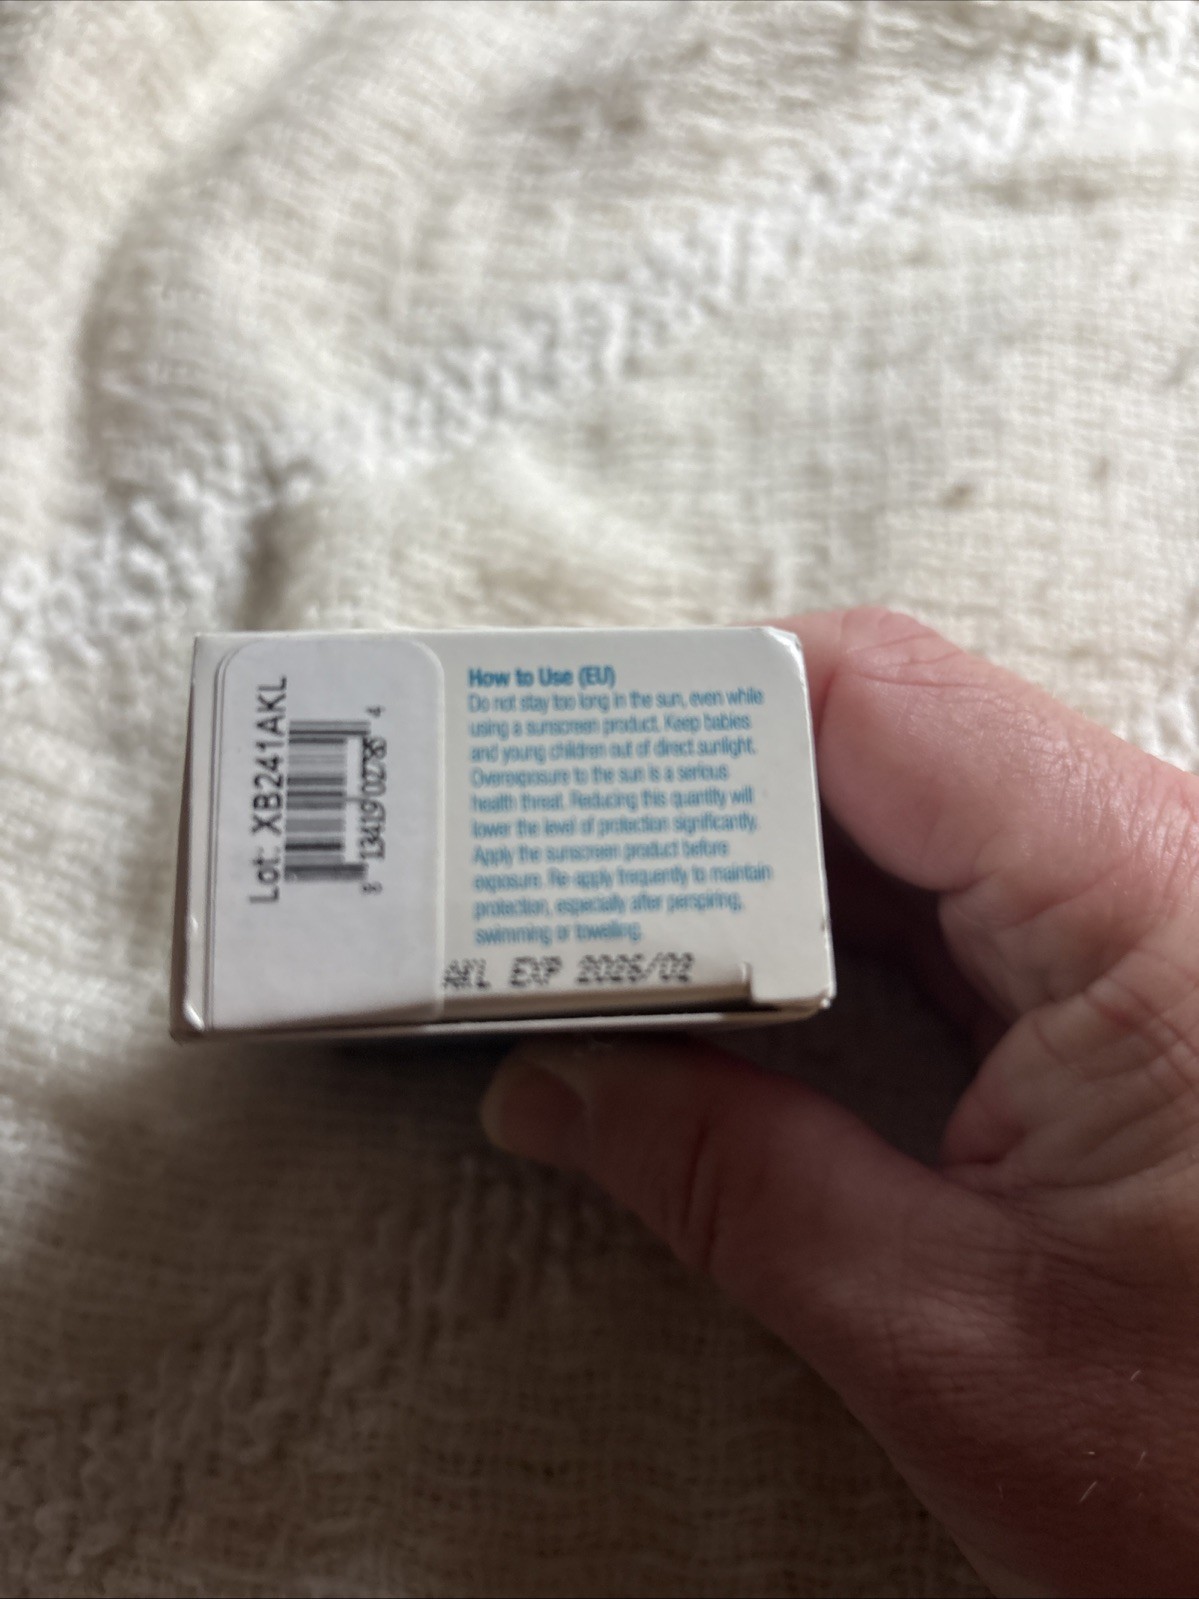 Lot: XB241AKL
8 13419 02785 4
How to Use (EU)
Do not stay too long in the sun, even while
using a sunscreen product. Keep babies
and young children out of direct sunlight.
Overexposure to the sun is a serious
health threat. Reducing this quantity will
lower the level of protection significantly.
Apply the sunscreen product before
exposure. Re-apply frequently to maintain
protection, especially after perspiring,
swimming or towelling.
AKL EXP 2026/02